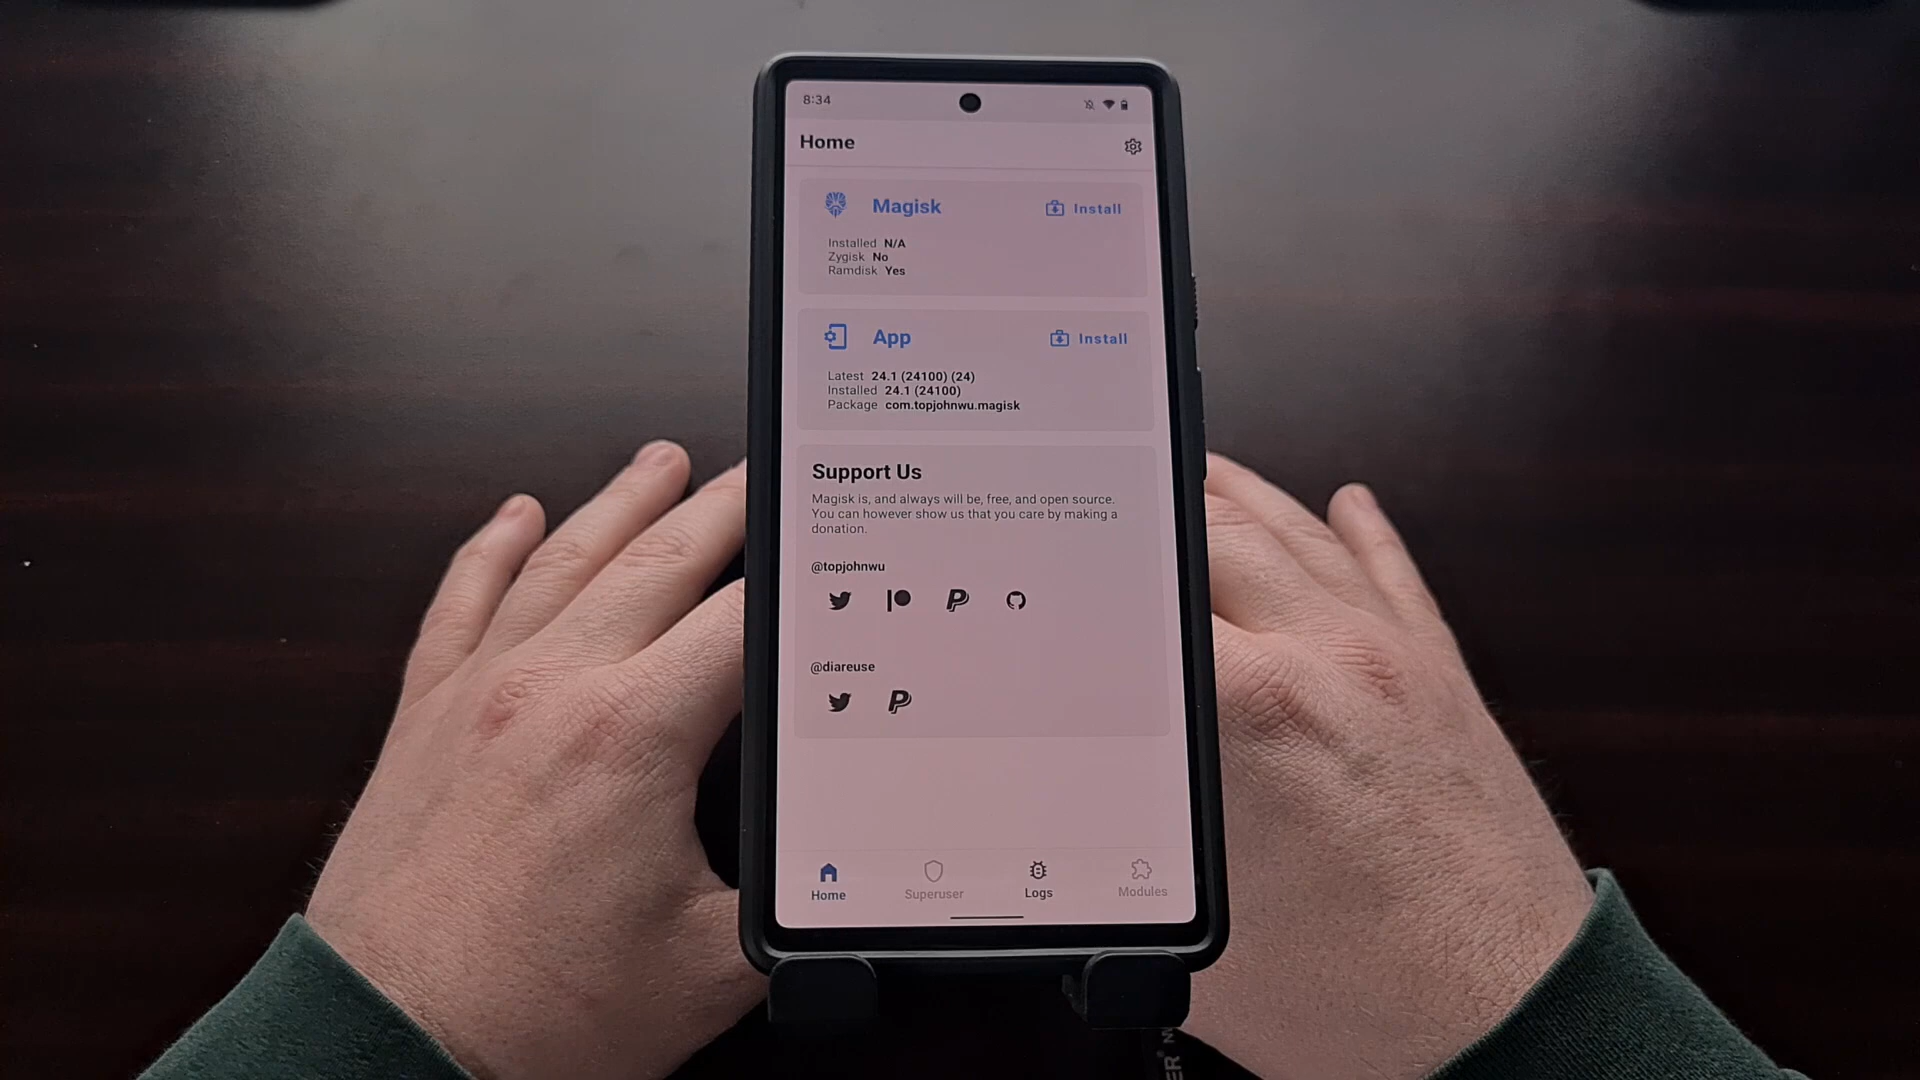 8:34
Home
Magisk
Install
Installed N/A
Zygisk No
Ramdisk Yes
App
Install
Latest 24.1 (24100) (24)
Installed 24.1 (24100)
Package com.topjohnwu.magisk
Support Us
Magisk is, and always will be, free, and open source.
You can however show us that you care by making a
donation.
@topjohnwu
@diareuse
Home
Superuser
Logs
Modules